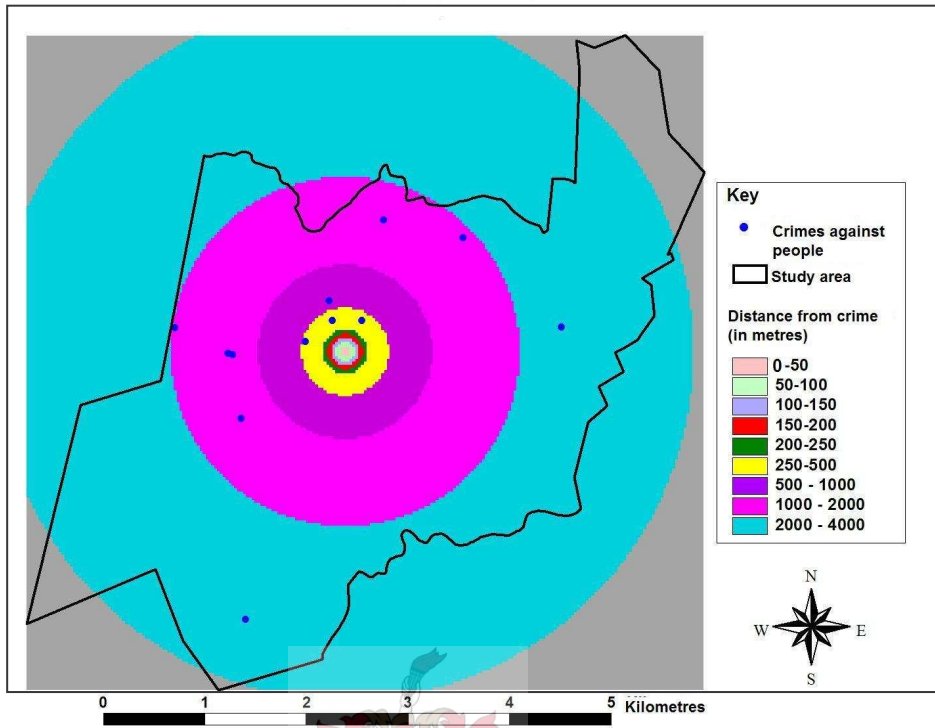 Key
Crimes against
people
Study area
Distance from crime
(in metres)
0-50
50-100
100-150
150-200
200-250
250-500
500 - 1000
1000 - 2000
2000 - 4000
N
W E
S
0 1 2 3 4 5
Kilometres